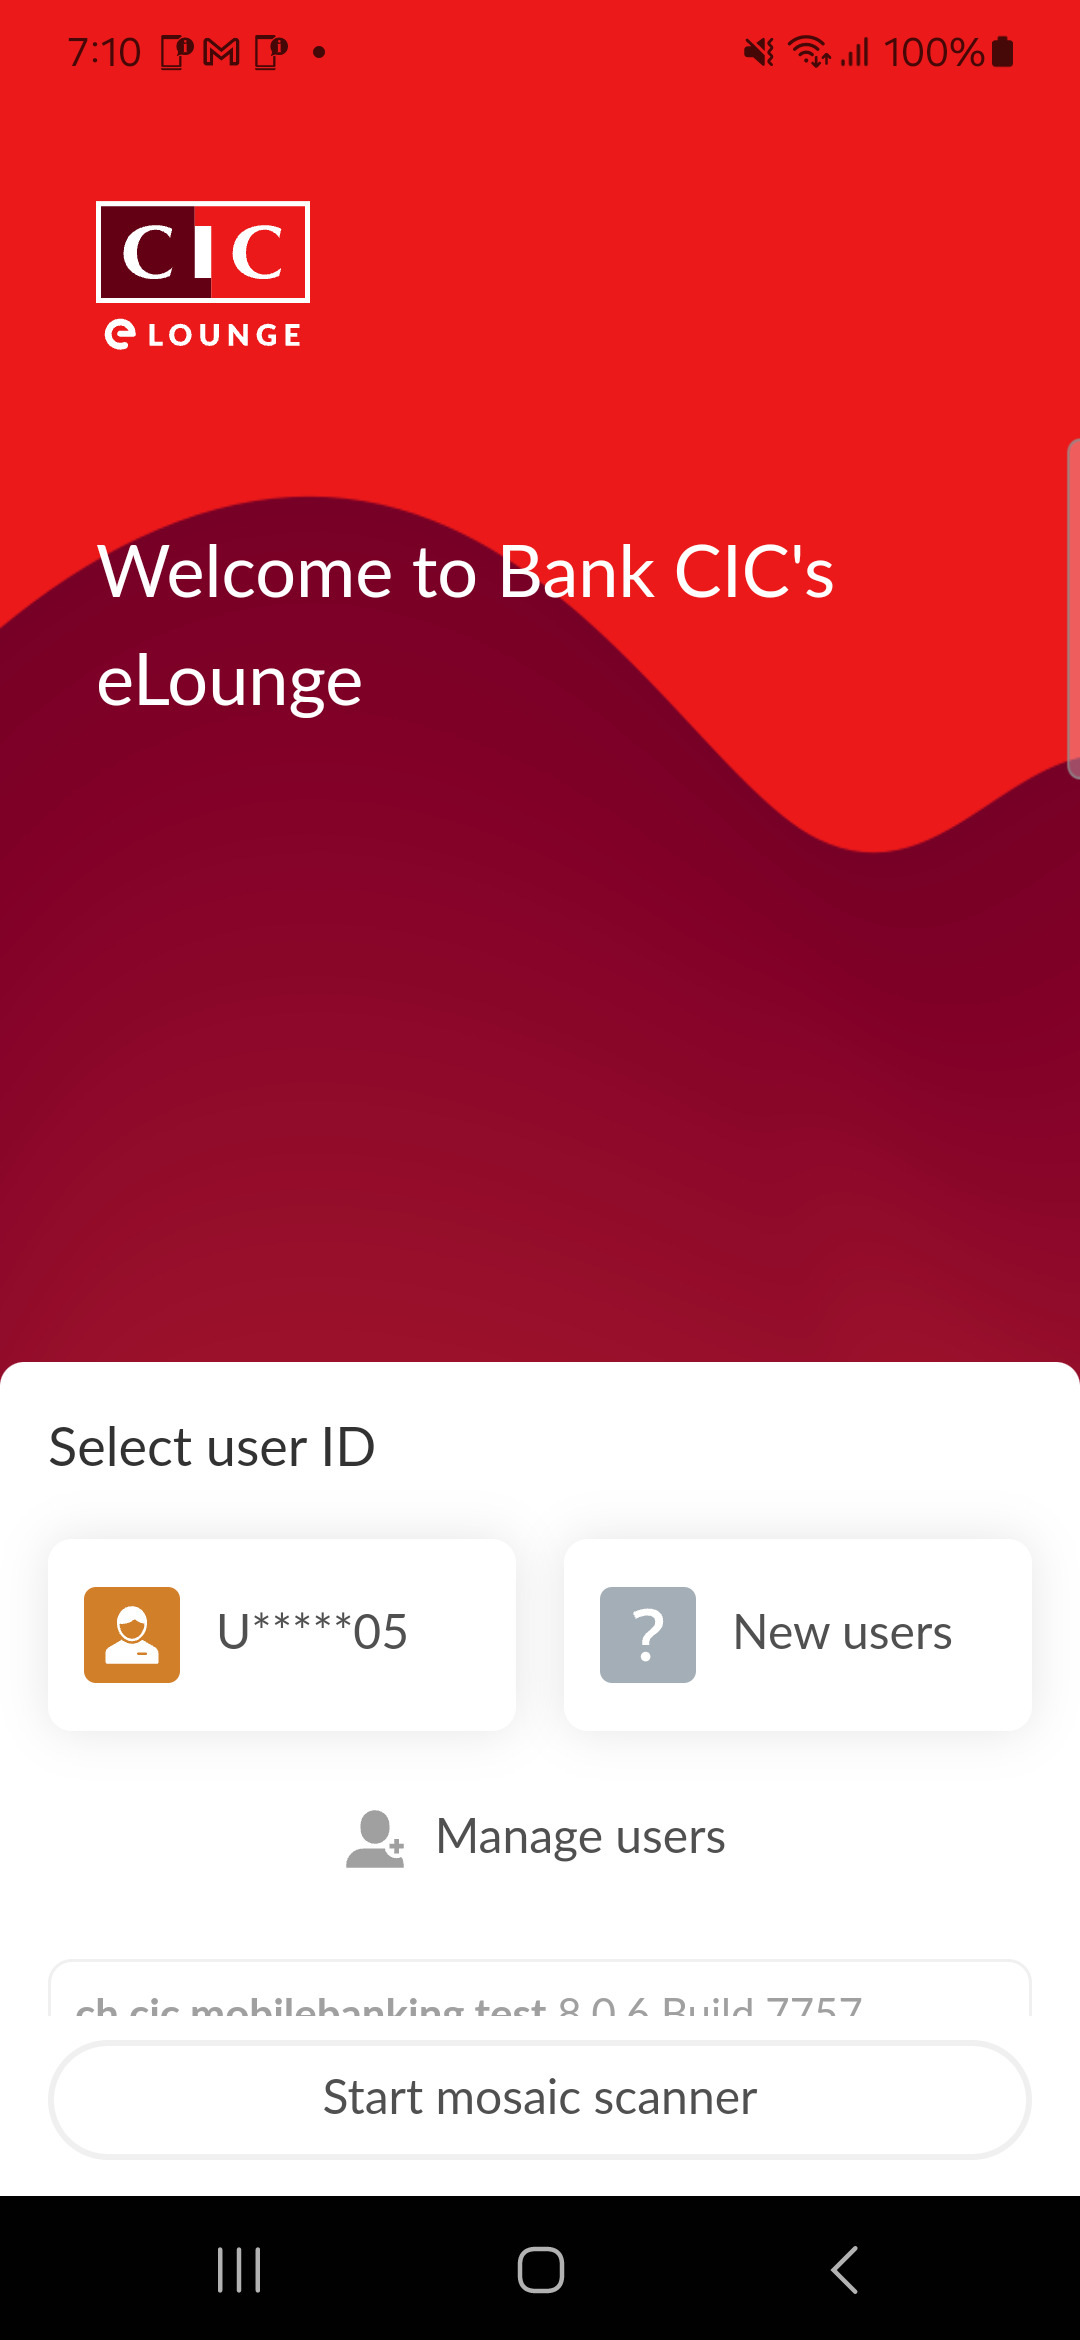 7:10
100%
CIC
e LOUNGE
Welcome to Bank CIC's
eLounge
Select user ID
U*****05
? New users
Manage users
ch.cic.mobilebanking.test 8.0.6 Build 7757
Start mosaic scanner